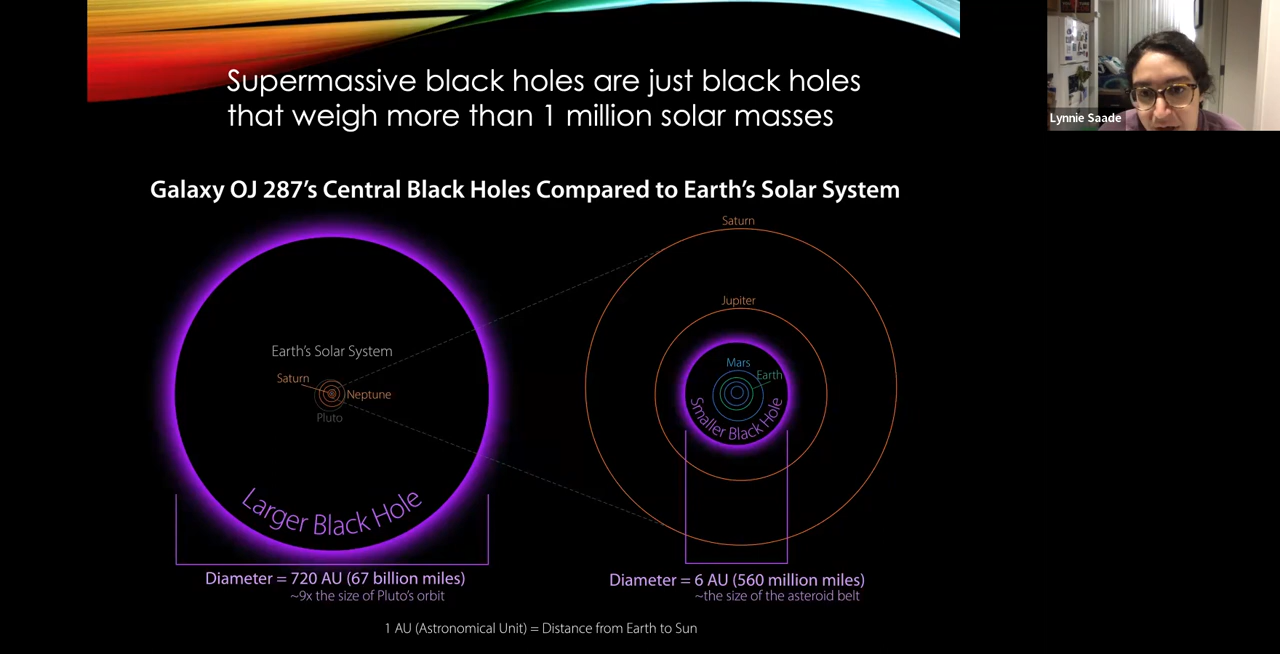 Supermassive black holes are just black holes
that weigh more than 1 million solar masses
Lynnie Saade
Galaxy OJ 287's Central Black Holes Compared to Earth's Solar System
Earth's Solar System
Saturn
Neptune
Pluto
Larger Black Hole
Diameter = 720 AU (67 billion miles)
~9x the size of Pluto's orbit
Saturn
Jupiter
Mars
Earth
Smaller Black Hole
Diameter = 6 AU (560 million miles)
~the size of the asteroid belt
1 AU (Astronomical Unit) = Distance from Earth to Sun